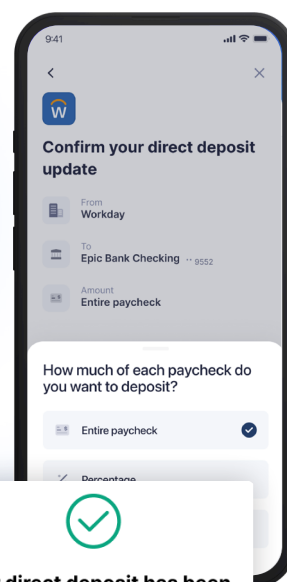 9:41
W
Confirm your direct deposit
update
From
Workday
To
Epic Bank Checking ·· 9552
Amount
Entire paycheck
How much of each paycheck do
you want to deposit?
Entire paycheck
Percentage
direct deposit has been